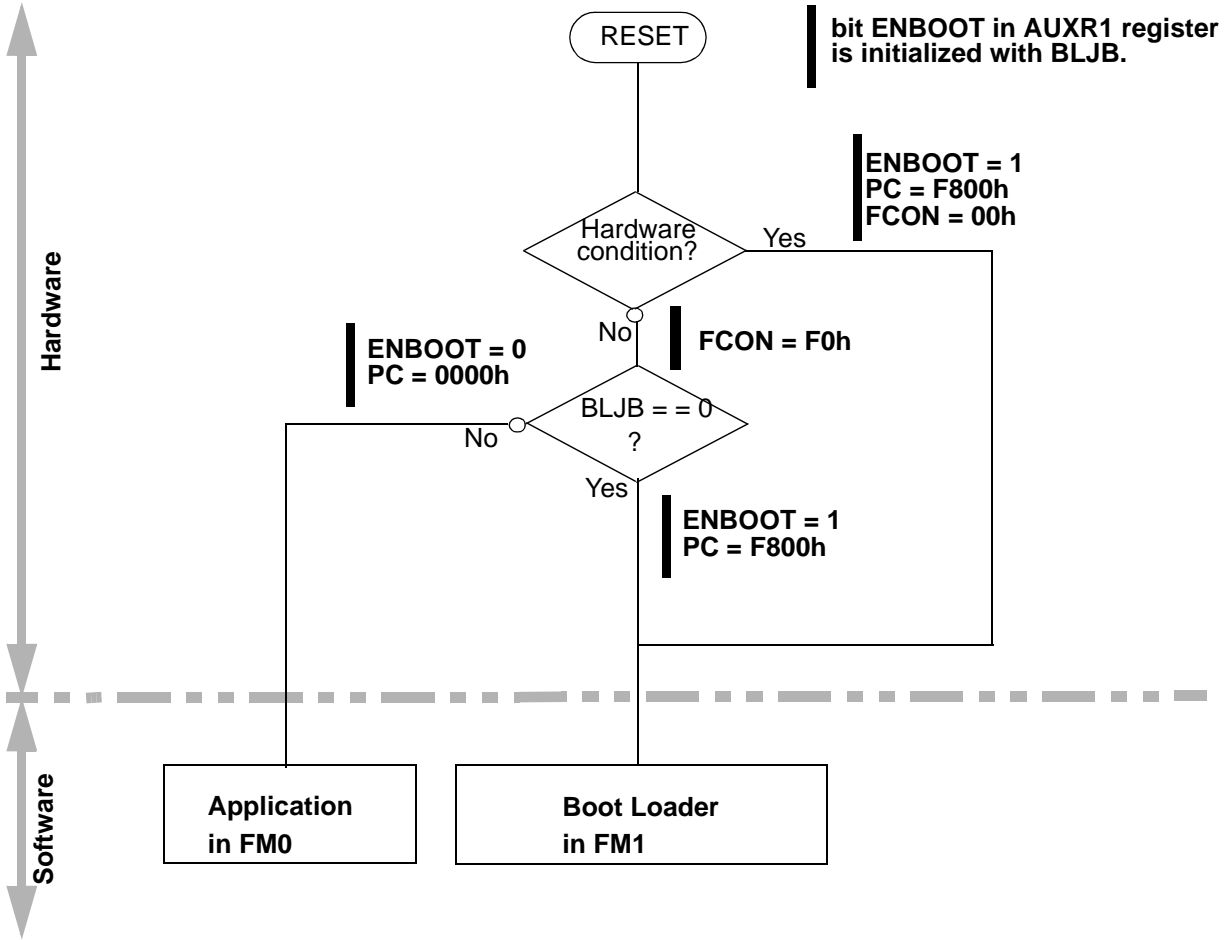 RESET
bit ENBOOT in AUXR1 register
is initialized with BLJB.
ENBOOT = 1
PC = F800h
FCON = 00h
Hardware
condition?
Yes
No
FCON = F0h
ENBOOT = 0
PC = 0000h
BLJB = = 0
?
No
Yes
ENBOOT = 1
PC = F800h
Hardware
Software
Application
in FM0
Boot Loader
in FM1